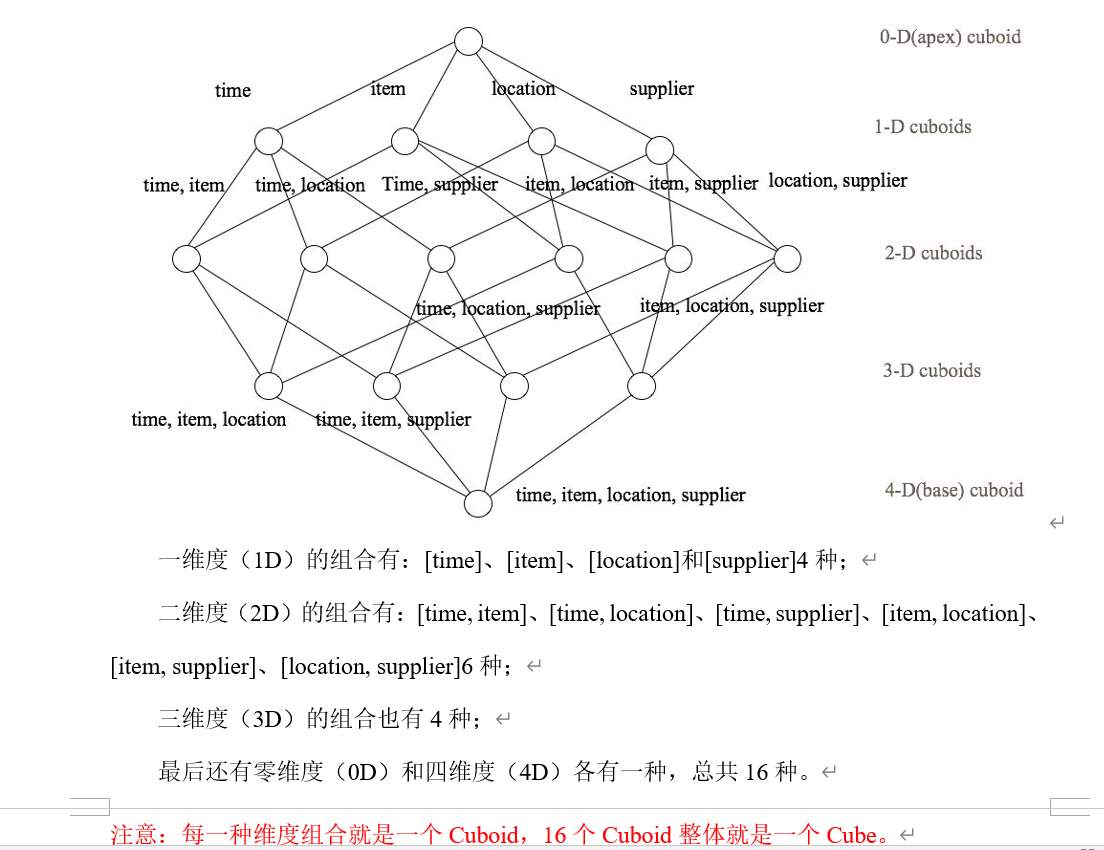 0-D(apex) cuboid
time item location supplier
1-D cuboids
time, item time, location Time, supplier item, location item, supplier location, supplier
2-D cuboids
time, location, supplier item, location, supplier
3-D cuboids
time, item, location time, item, supplier
4-D(base) cuboid
time, item, location, supplier
一维度（1D）的组合有：[time]、[item]、[location]和[supplier]4 种；
二维度（2D）的组合有：[time, item]、[time, location]、[time, supplier]、[item, location]、
[item, supplier]、[location, supplier]6 种；
三维度（3D）的组合也有 4 种；
最后还有零维度（0D）和四维度（4D）各有一种，总共 16 种。
注意：每一种维度组合就是一个 Cuboid，16 个 Cuboid 整体就是一个 Cube。